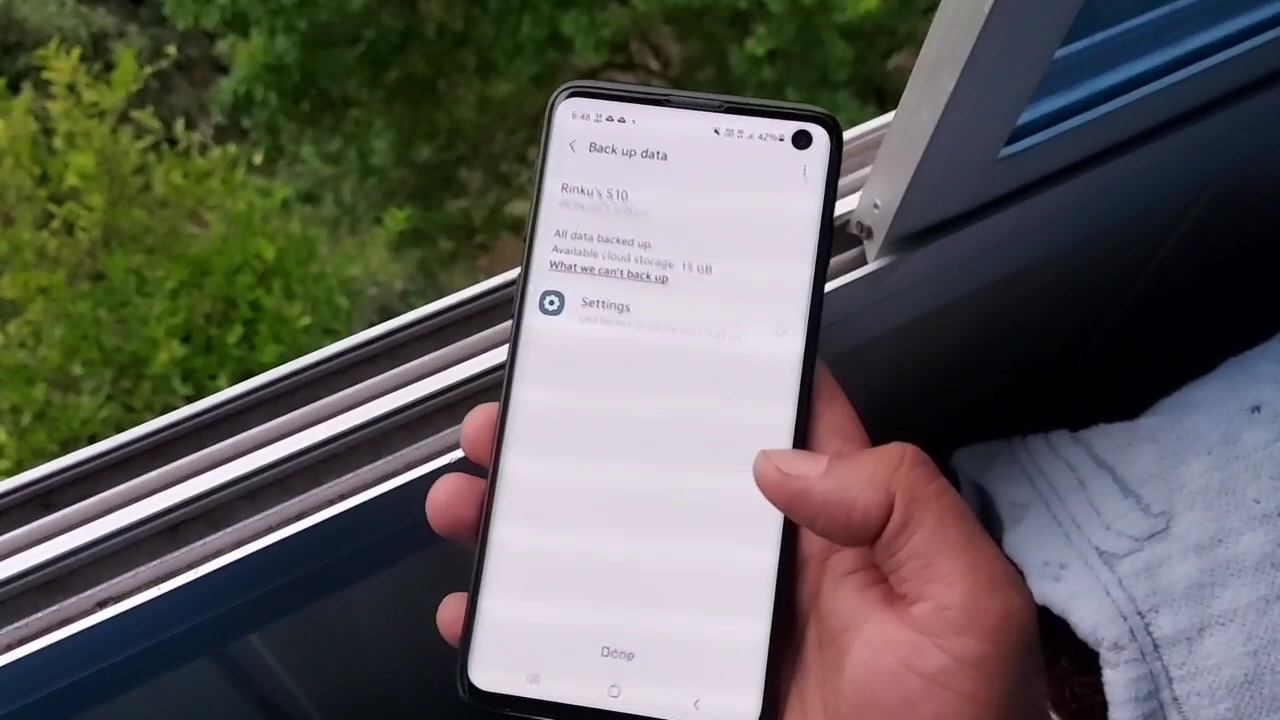 6:48
42%
Back up data
Rinku's S10
All data backed up.
Available cloud storage: 15 GB
What we can't back up
Settings
Done